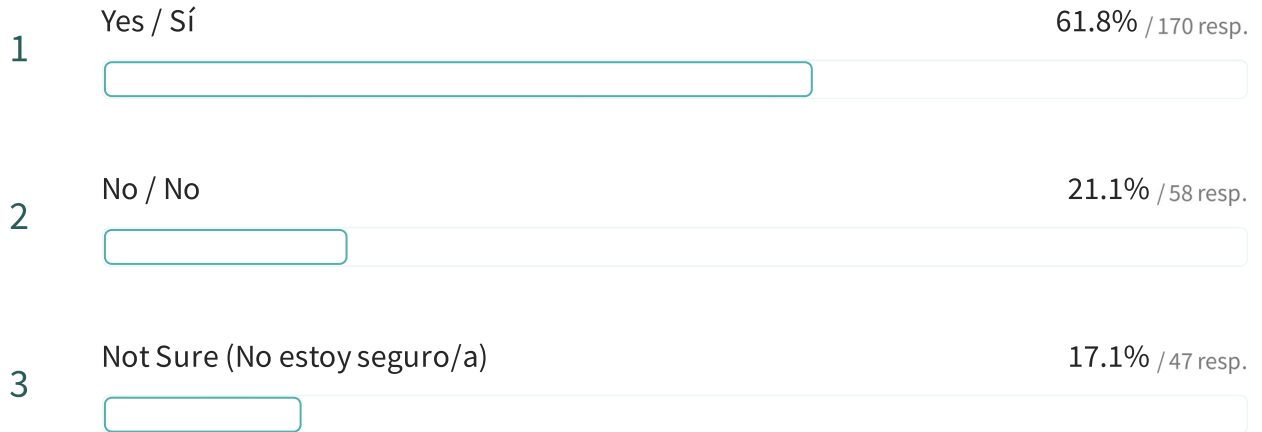 1
Yes / Sí
61.8% / 170 resp.
2
No / No
21.1% / 58 resp.
3
Not Sure (No estoy seguro/a)
17.1% / 47 resp.